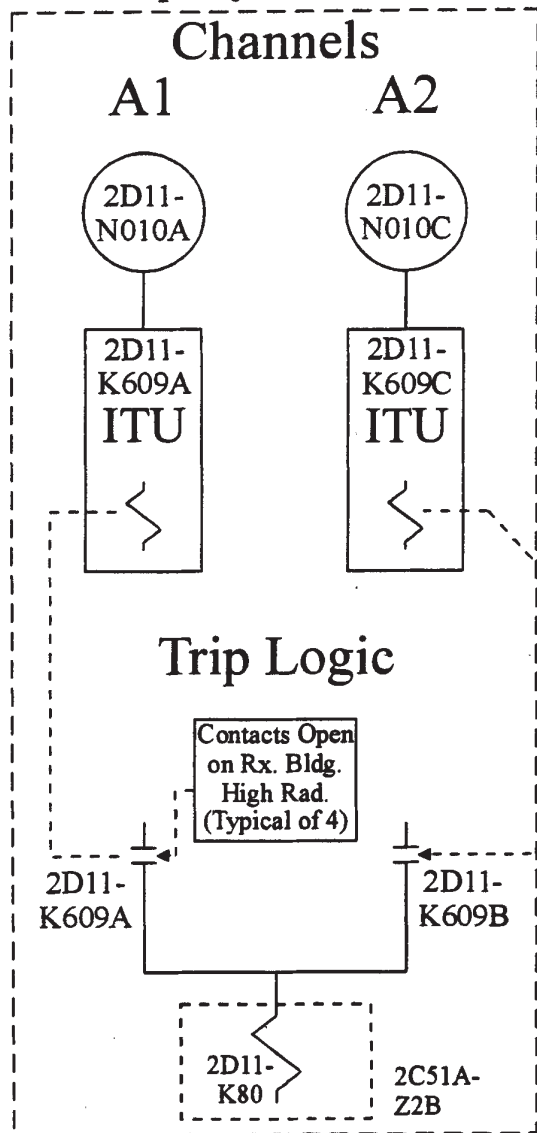 Channels
A1
A2
2D11-
N010A
2D11-
N010C
2D11-
K609A
ITU
2D11-
K609C
ITU
Trip Logic
Contacts Open
on Rx. Bldg.
High Rad.
(Typical of 4)
2D11-
K609A
2D11-
K609B
2D11-
K80
2C51A-
Z2B